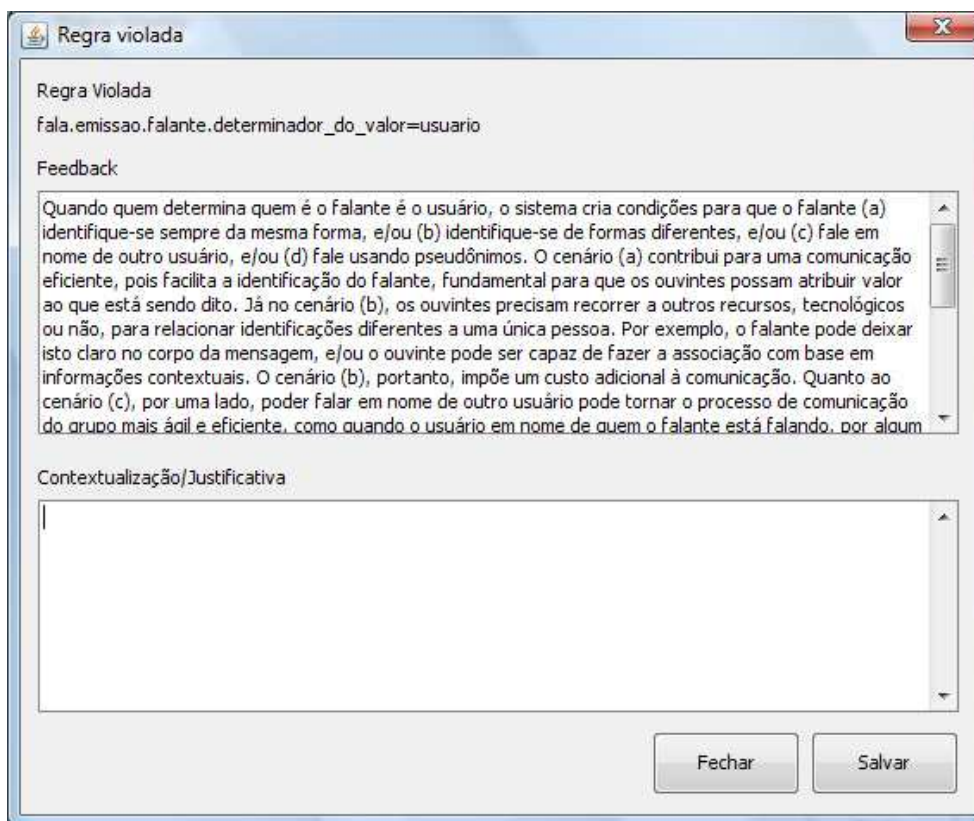 Regra violada
Regra Violada
fala.emissao.falante.determinador_do_valor=usuario
Feedback
Quando quem determina quem é o falante é o usuário, o sistema cria condições para que o falante (a)
identifique-se sempre da mesma forma, e/ou (b) identifique-se de formas diferentes, e/ou (c) fale em
nome de outro usuário, e/ou (d) fale usando pseudônimos. O cenário (a) contribui para uma comunicação
eficiente, pois facilita a identificação do falante, fundamental para que os ouvintes possam atribuir valor
ao que está sendo dito. Já no cenário (b), os ouvintes precisam recorrer a outros recursos, tecnológicos
ou não, para relacionar identificações diferentes a uma única pessoa. Por exemplo, o falante pode deixar
isto claro no corpo da mensagem, e/ou o ouvinte pode ser capaz de fazer a associação com base em
informações contextuais. O cenário (b), portanto, impõe um custo adicional à comunicação. Quanto ao
cenário (c), por um lado, poder falar em nome de outro usuário pode tornar o processo de comunicação
do grupo mais ágil e eficiente, como quando o usuário em nome de quem o falante está falando, por algum
Contextualização/Justificativa
Fechar
Salvar